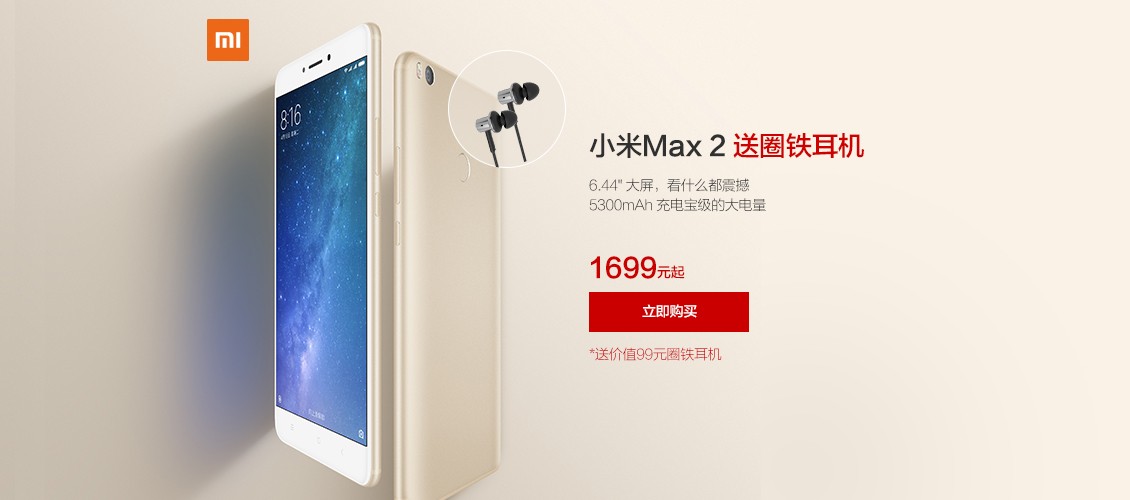 MI
8:16
小米Max 2 送圈铁耳机
6.44" 大屏，看什么都震撼
5300mAh 充电宝级的大电量
1699元起
立即购买
*送价值99元圈铁耳机